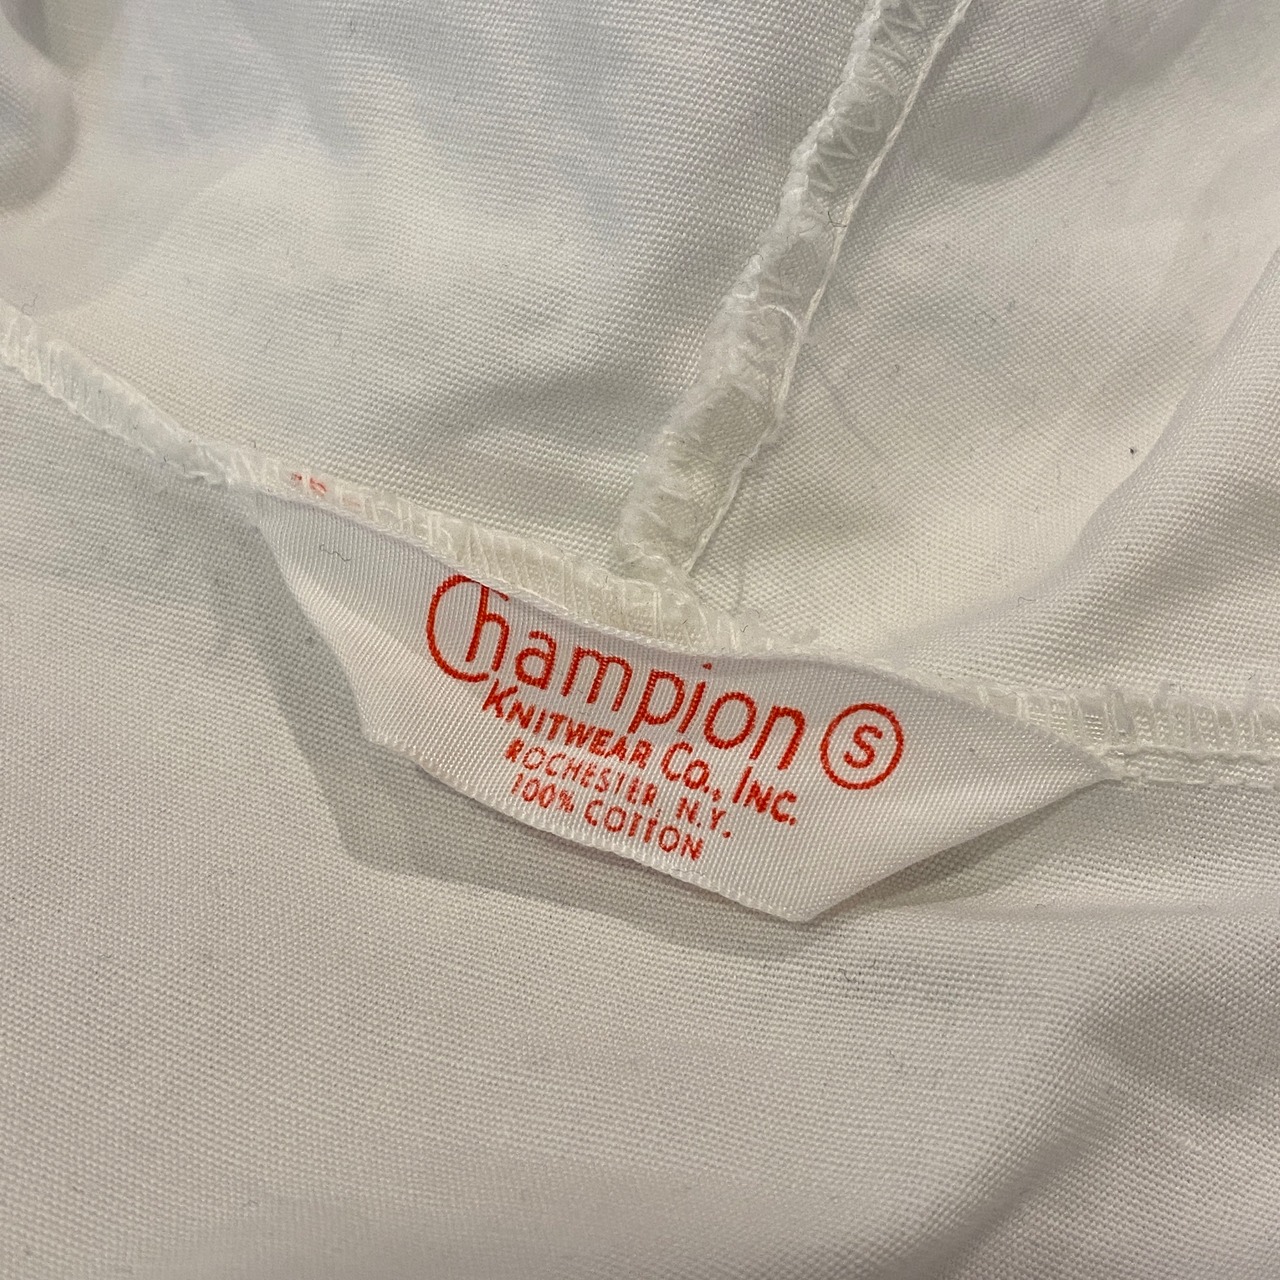 Champion S
KNITWEAR CO., INC.
ROCHESTER, N.Y.
100% COTTON